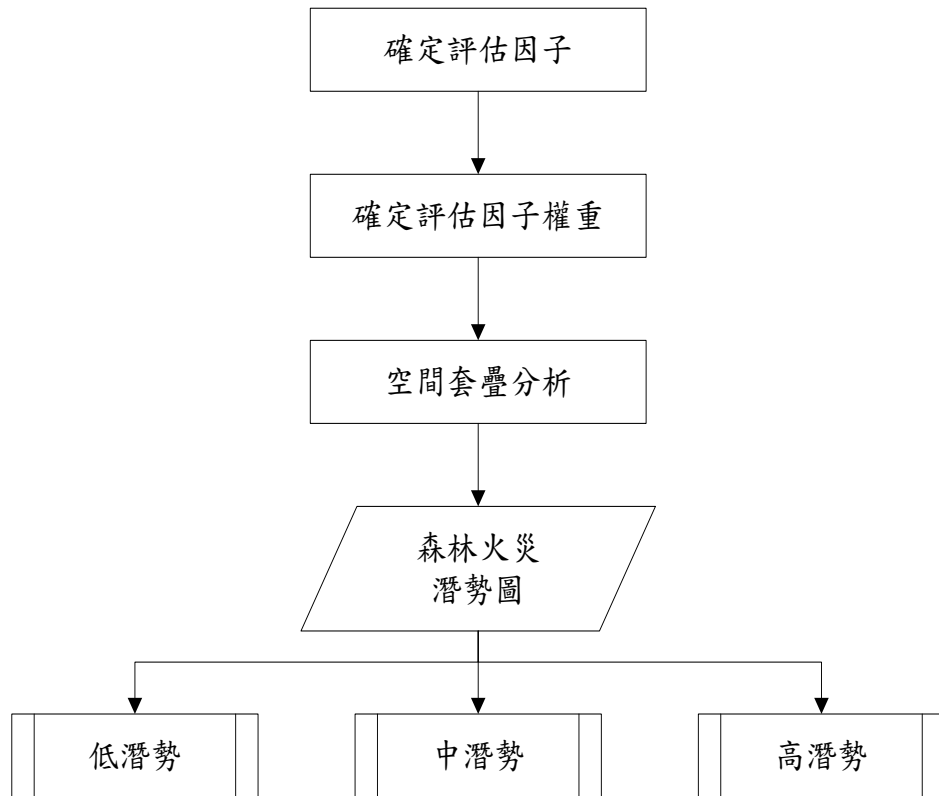 確定評估因子
確定評估因子權重
空間套疊分析
森林火災
潛勢圖
低潛勢
中潛勢
高潛勢